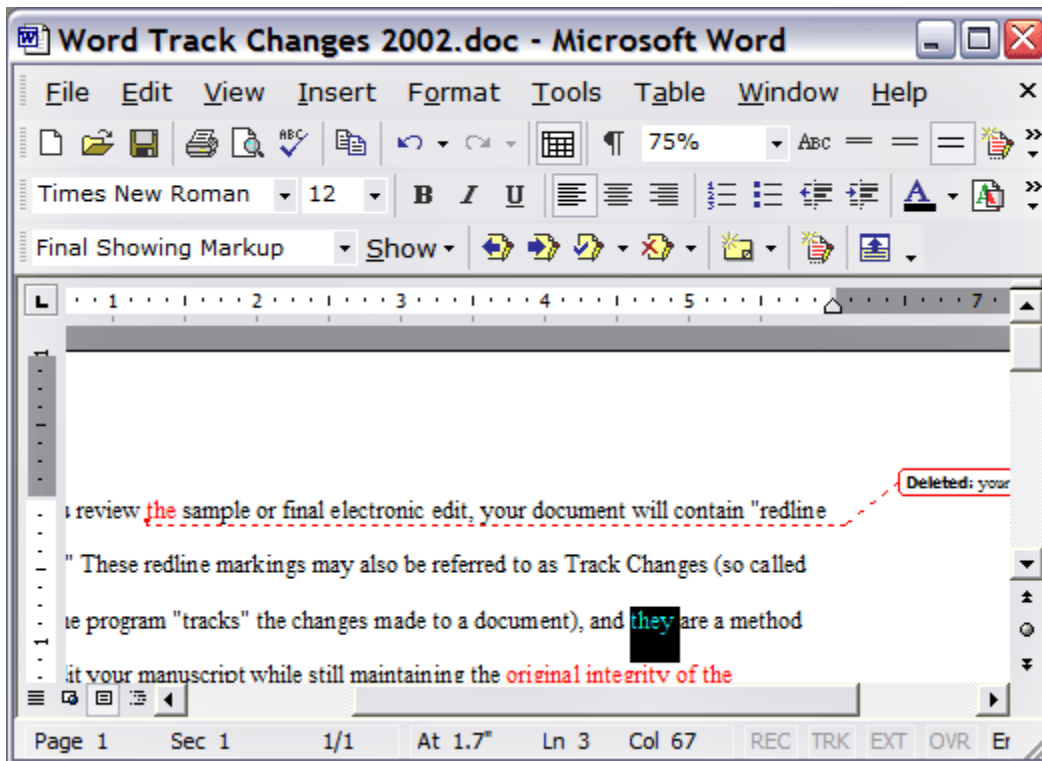 Word Track Changes 2002.doc - Microsoft Word
File Edit View Insert Format Tools Table Window Help
ABC 75% ABC
Times New Roman 12 B I U A
Final Showing Markup Show
L 1 2 3 4 5 7
1
Deleted: your
review the sample or final electronic edit, your document will contain "redline
" These redline markings may also be referred to as Track Changes (so called
program "tracks" the changes made to a document), and they are a method
your manuscript while still maintaining the original integrity of the
1
Page 1 Sec 1 1/1 At 1.7" Ln 3 Col 67 REC TRK EXT OVR